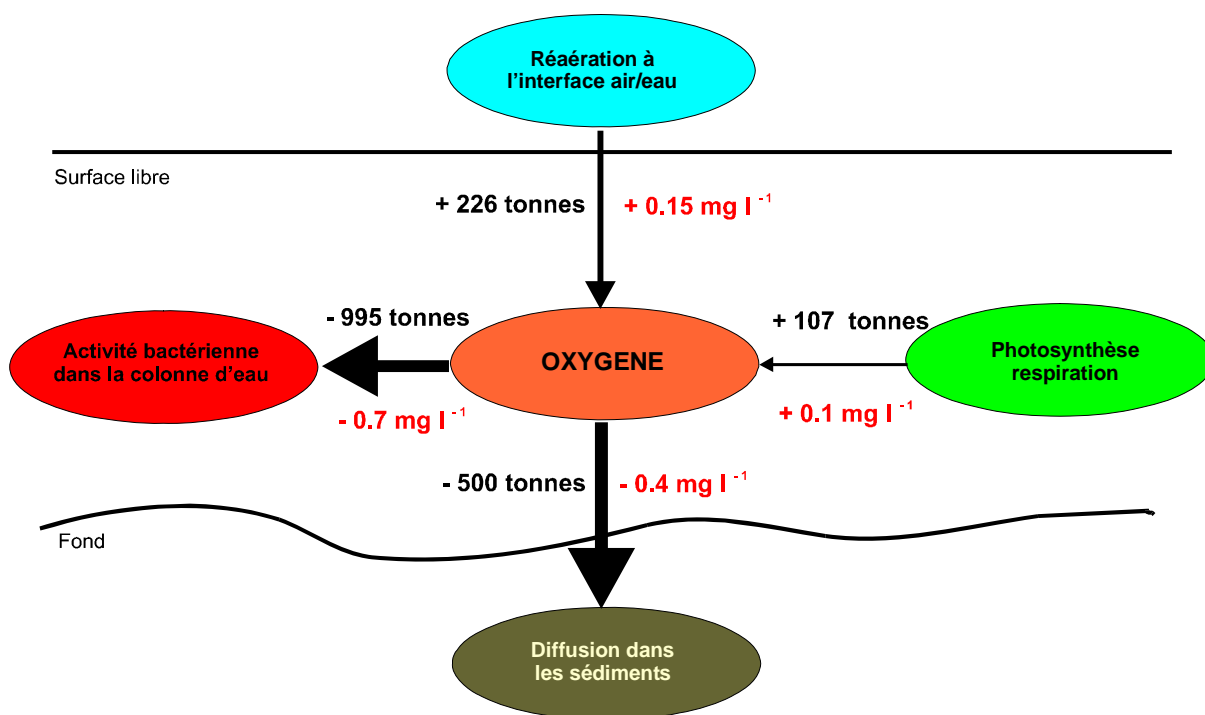 Réaération à
l'interface air/eau
Surface libre
+ 226 tonnes
+ 0.15 mg l -1
- 995 tonnes
+ 107 tonnes
Activité bactérienne
dans la colonne d'eau
OXYGENE
Photosynthèse
respiration
- 0.7 mg l -1
+ 0.1 mg l -1
- 500 tonnes
- 0.4 mg l -1
Fond
Diffusion dans
les sédiments